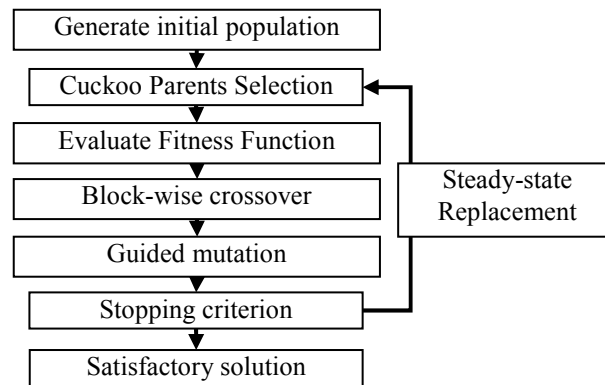 Generate initial population
Cuckoo Parents Selection
Evaluate Fitness Function
Block-wise crossover
Guided mutation
Stopping criterion
Satisfactory solution
Steady-state
Replacement